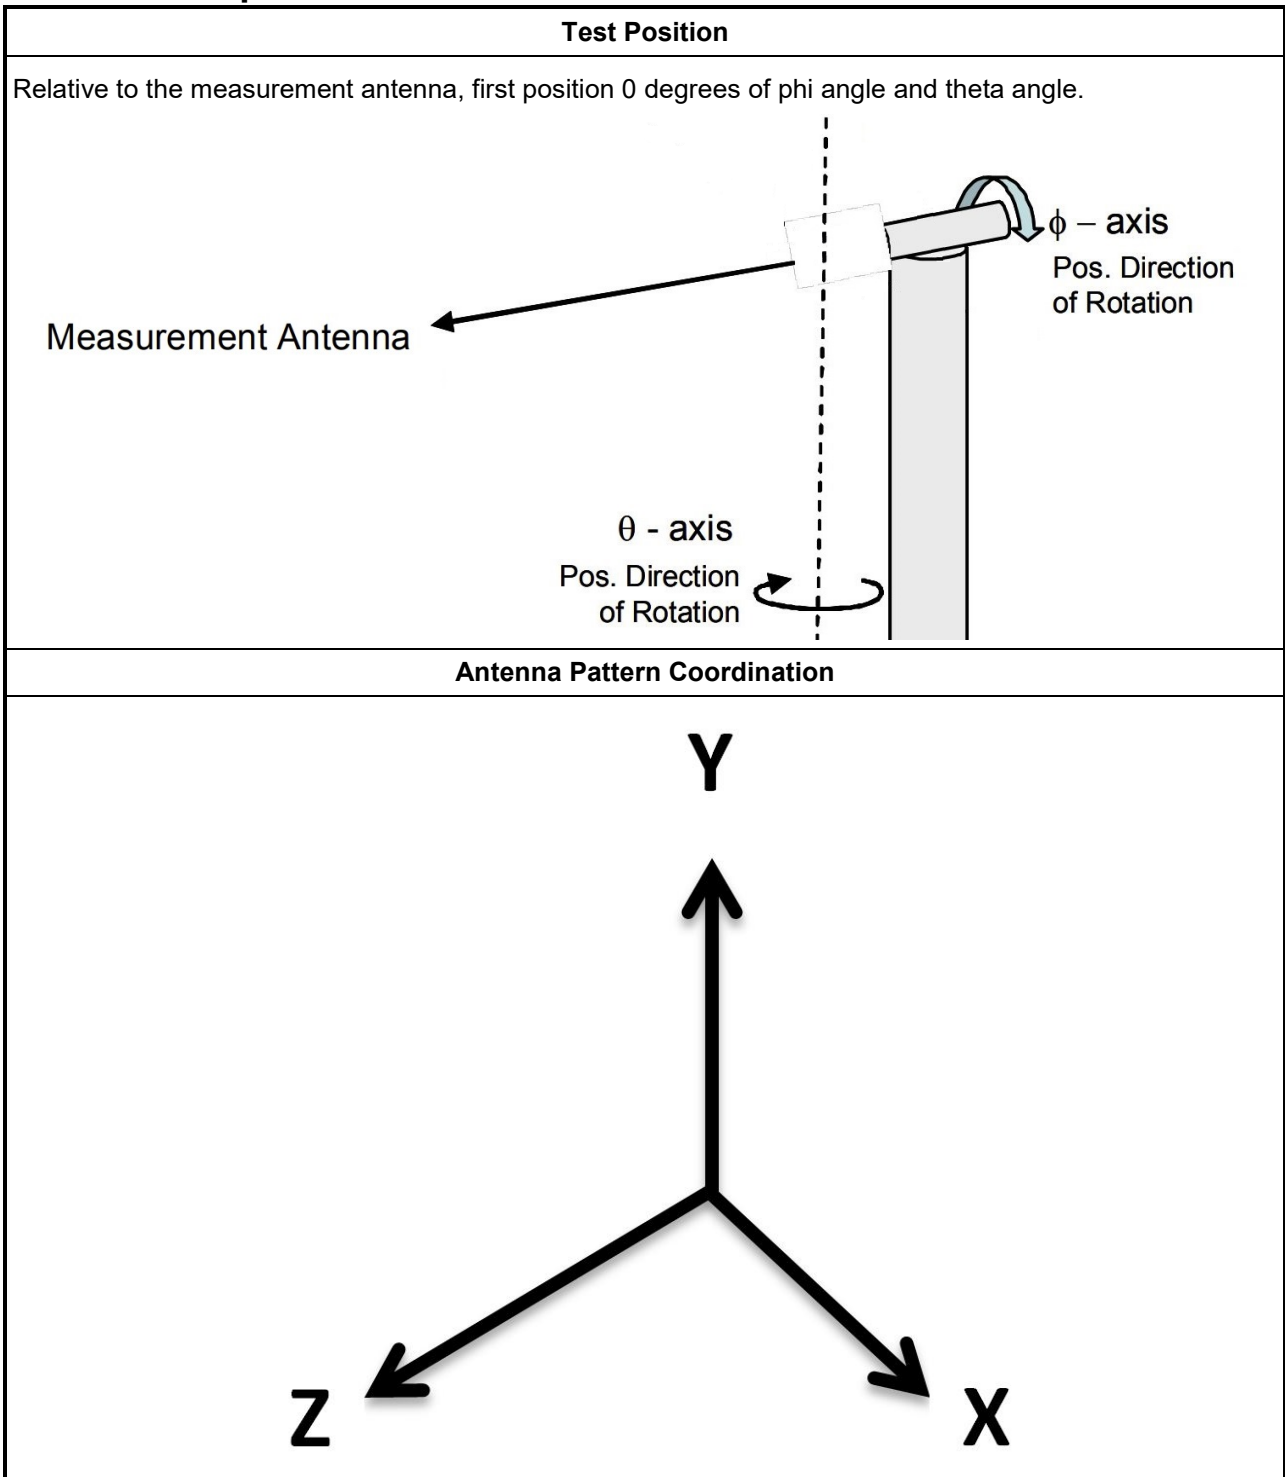 Test Position
Relative to the measurement antenna, first position 0 degrees of phi angle and theta angle.
ϕ – axis
Pos. Direction
of Rotation
Measurement Antenna
θ - axis
Pos. Direction
of Rotation
Antenna Pattern Coordination
Y
Z
X